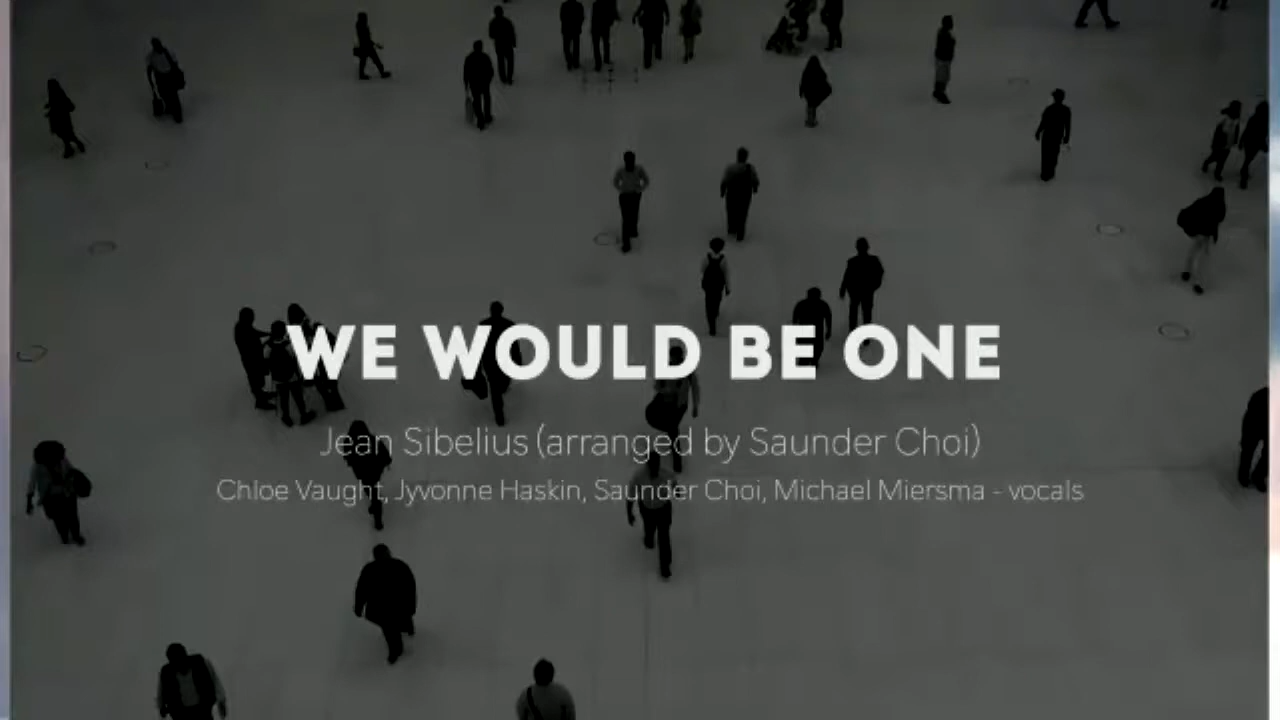 WE WOULD BE ONE
Jean Sibelius (arranged by Saunder Choi)
Chloe Vaught, Jyvonne Haskin, Saunder Choi, Michael Miersma - vocals